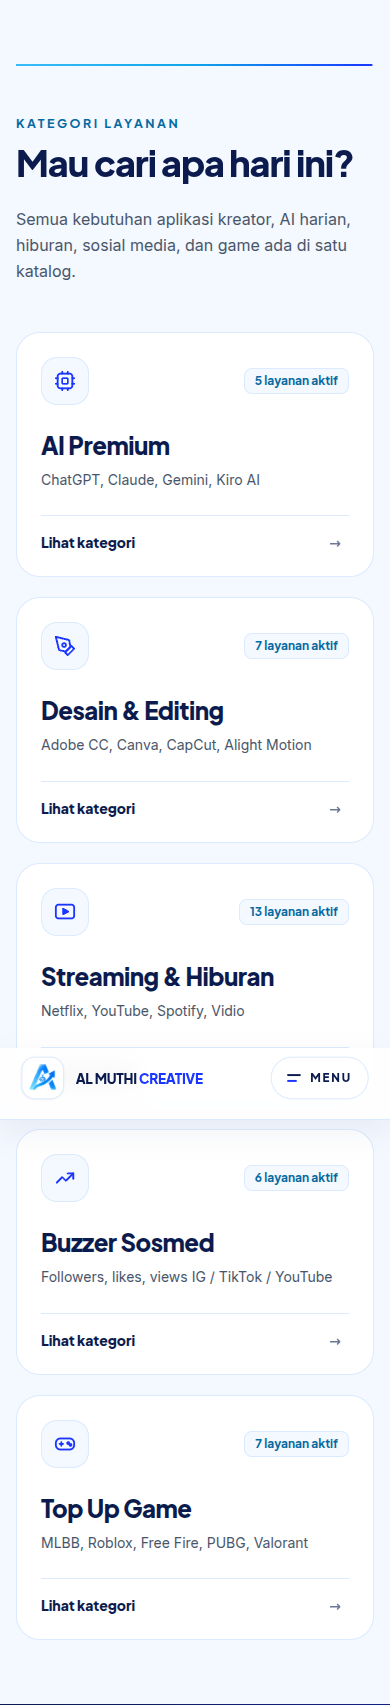 KATEGORI LAYANAN
Mau cari apa hari ini?
Semua kebutuhan aplikasi kreator, AI harian,
hiburan, sosial media, dan game ada di satu
katalog.
5 layanan aktif
AI Premium
ChatGPT, Claude, Gemini, Kiro AI
Lihat kategori →
7 layanan aktif
Desain & Editing
Adobe CC, Canva, CapCut, Alight Motion
Lihat kategori →
13 layanan aktif
Streaming & Hiburan
Netflix, YouTube, Spotify, Vidio
AL MUTHI CREATIVE MENU
6 layanan aktif
Buzzer Sosmed
Followers, likes, views IG / TikTok / YouTube
Lihat kategori →
7 layanan aktif
Top Up Game
MLBB, Roblox, Free Fire, PUBG, Valorant
Lihat kategori →